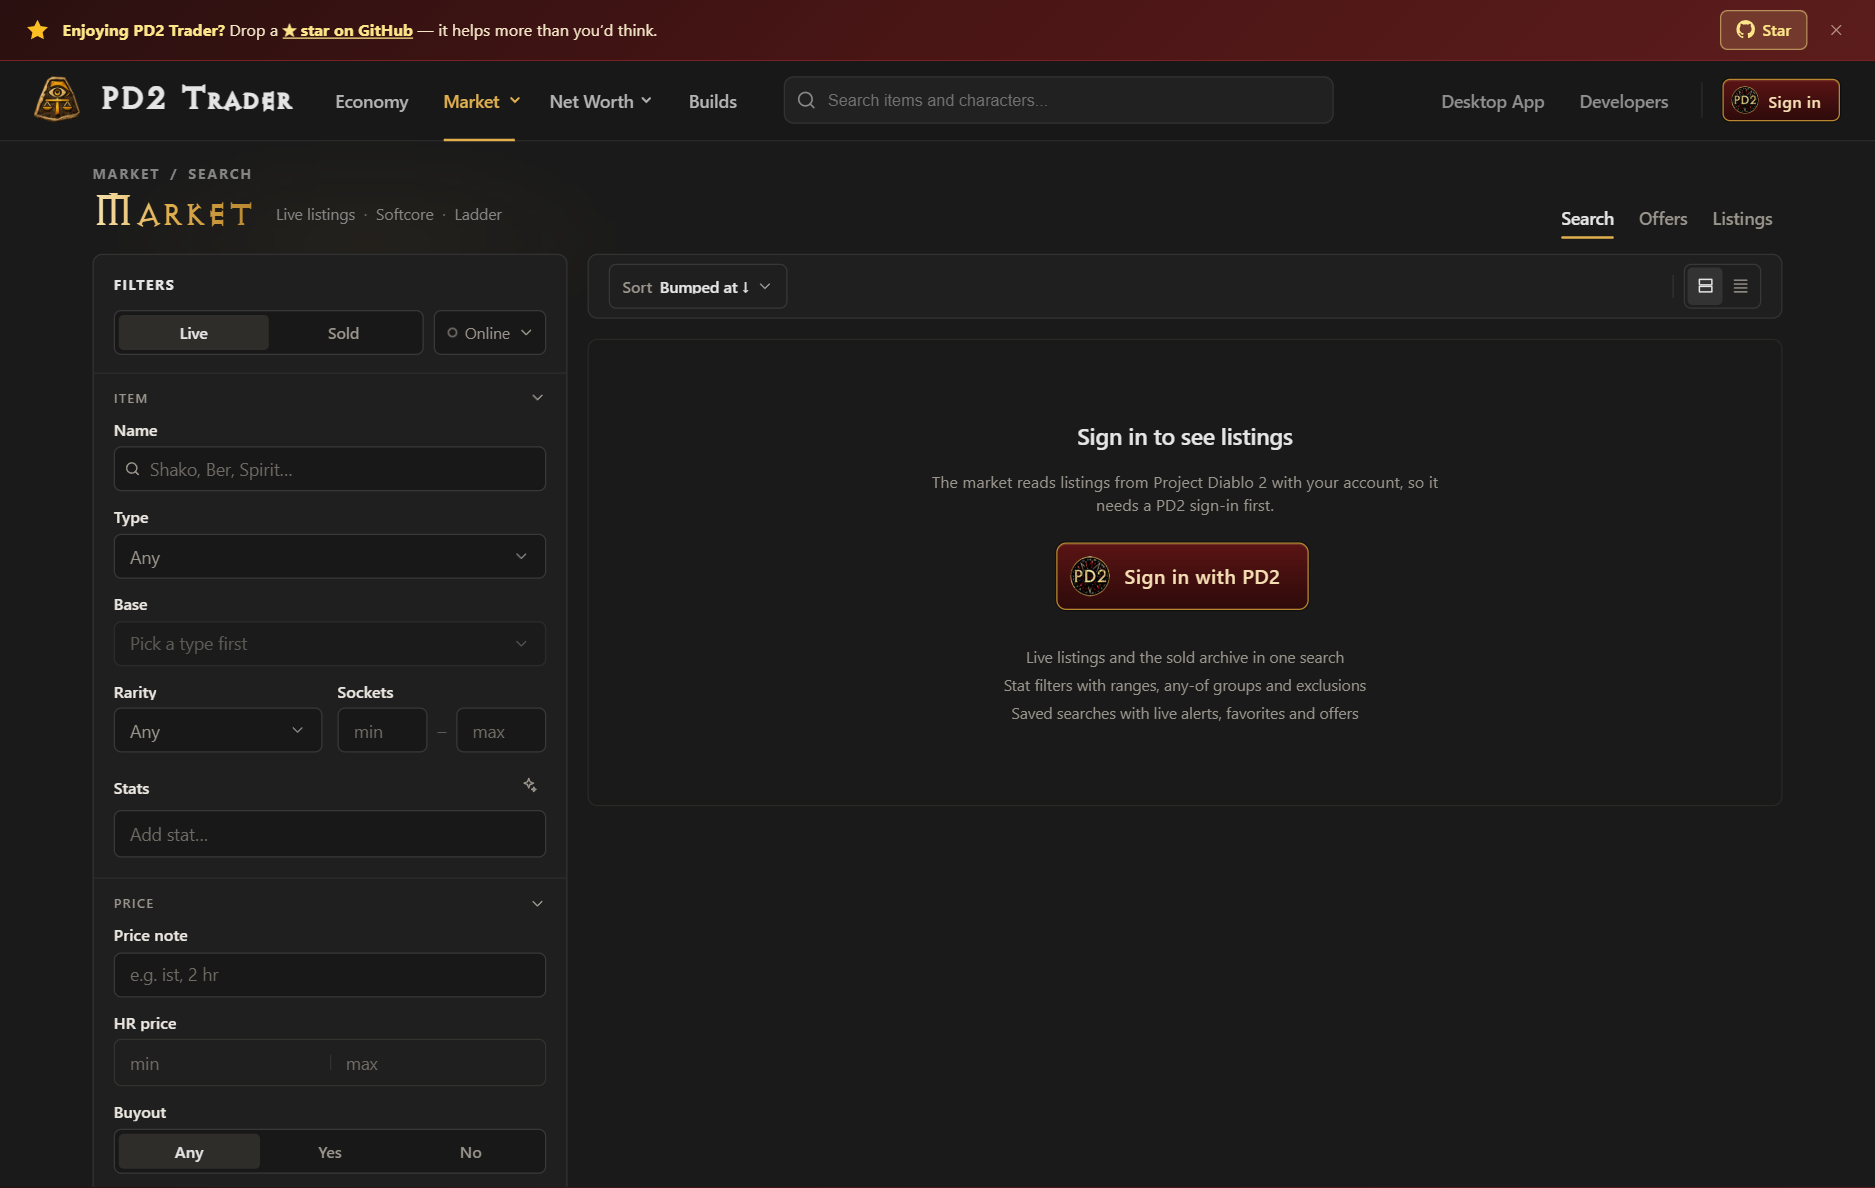 Enjoying PD2 Trader? Drop a ★ star on GitHub — it helps more than you’d think.
Star
PD2 Trader
Economy
Market
Net Worth
Builds
Search items and characters...
Desktop App
Developers
PD2
Sign in
MARKET / SEARCH
Market
Live listings · Softcore · Ladder
Search
Offers
Listings
FILTERS
Live
Sold
Online
ITEM
Name
Shako, Ber, Spirit...
Type
Any
Base
Pick a type first
Rarity
Sockets
Any
min – max
Stats
Add stat...
PRICE
Price note
e.g. ist, 2 hr
HR price
min
max
Buyout
Any
Yes
No
Sort Bumped at ↓
Sign in to see listings
The market reads listings from Project Diablo 2 with your account, so it
needs a PD2 sign-in first.
PD2
Sign in with PD2
Live listings and the sold archive in one search
Stat filters with ranges, any-of groups and exclusions
Saved searches with live alerts, favorites and offers